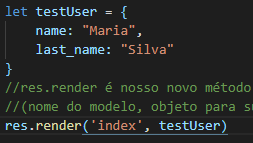 let testUser = {
name: "Maria",
last_name: "Silva"
}
//res.render é nosso novo método
//(nome do modelo, objeto para
res.render('index', testUser)